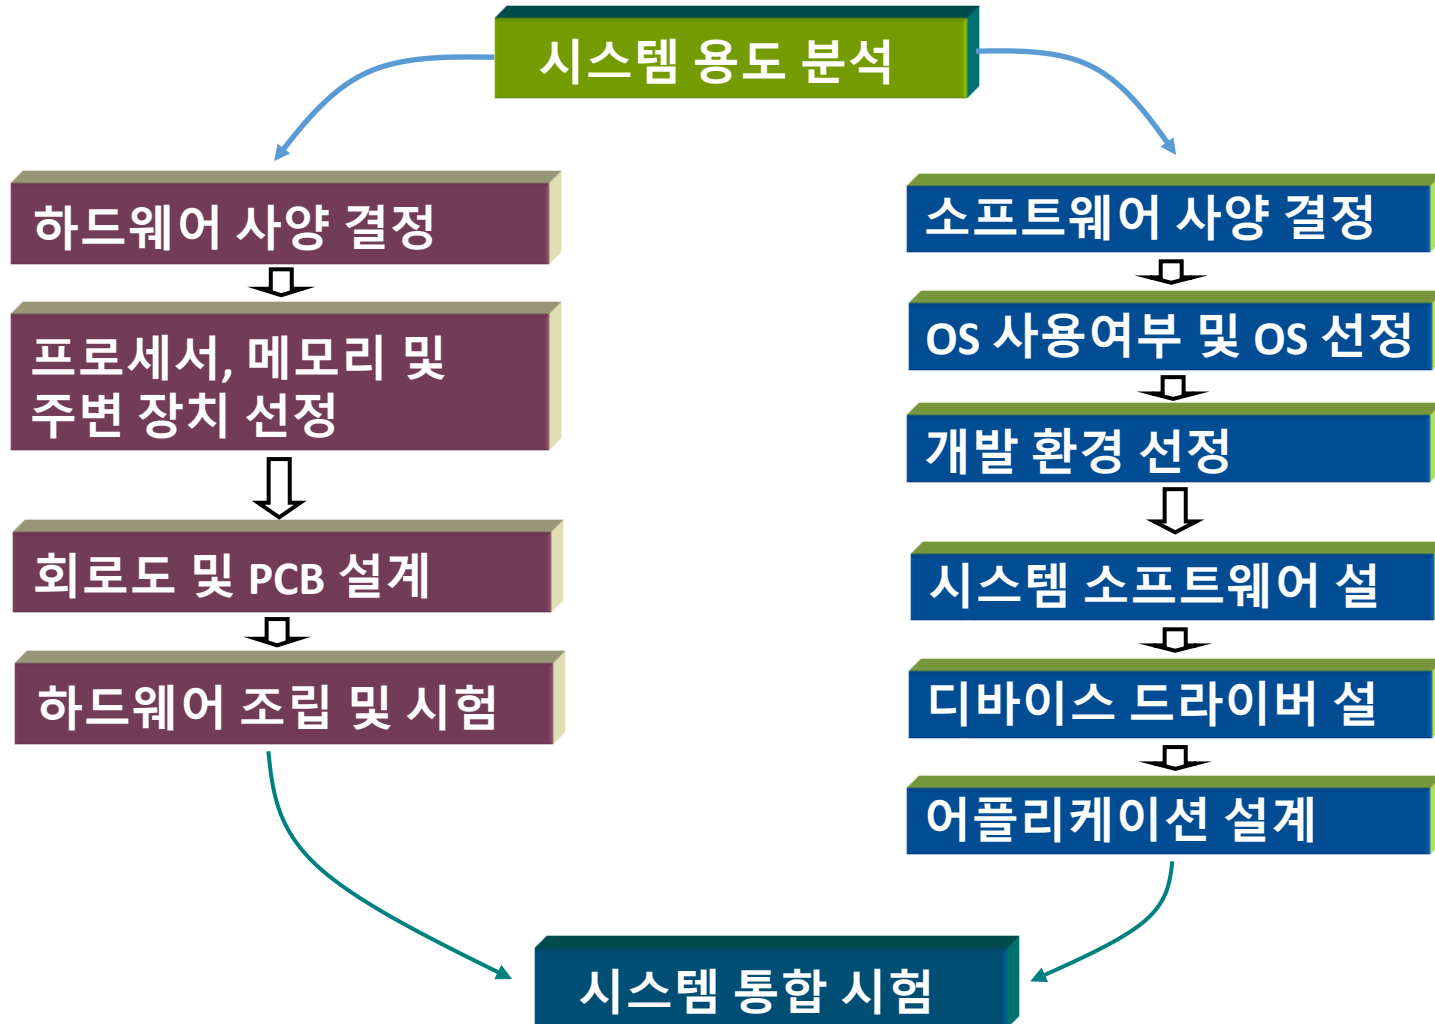 시스템 용도 분석
하드웨어 사양 결정
프로세서, 메모리 및
주변 장치 선정
회로도 및 PCB 설계
하드웨어 조립 및 시험
소프트웨어 사양 결정
OS 사용여부 및 OS 선정
개발 환경 선정
시스템 소프트웨어 설
디바이스 드라이버 설
어플리케이션 설계
시스템 통합 시험